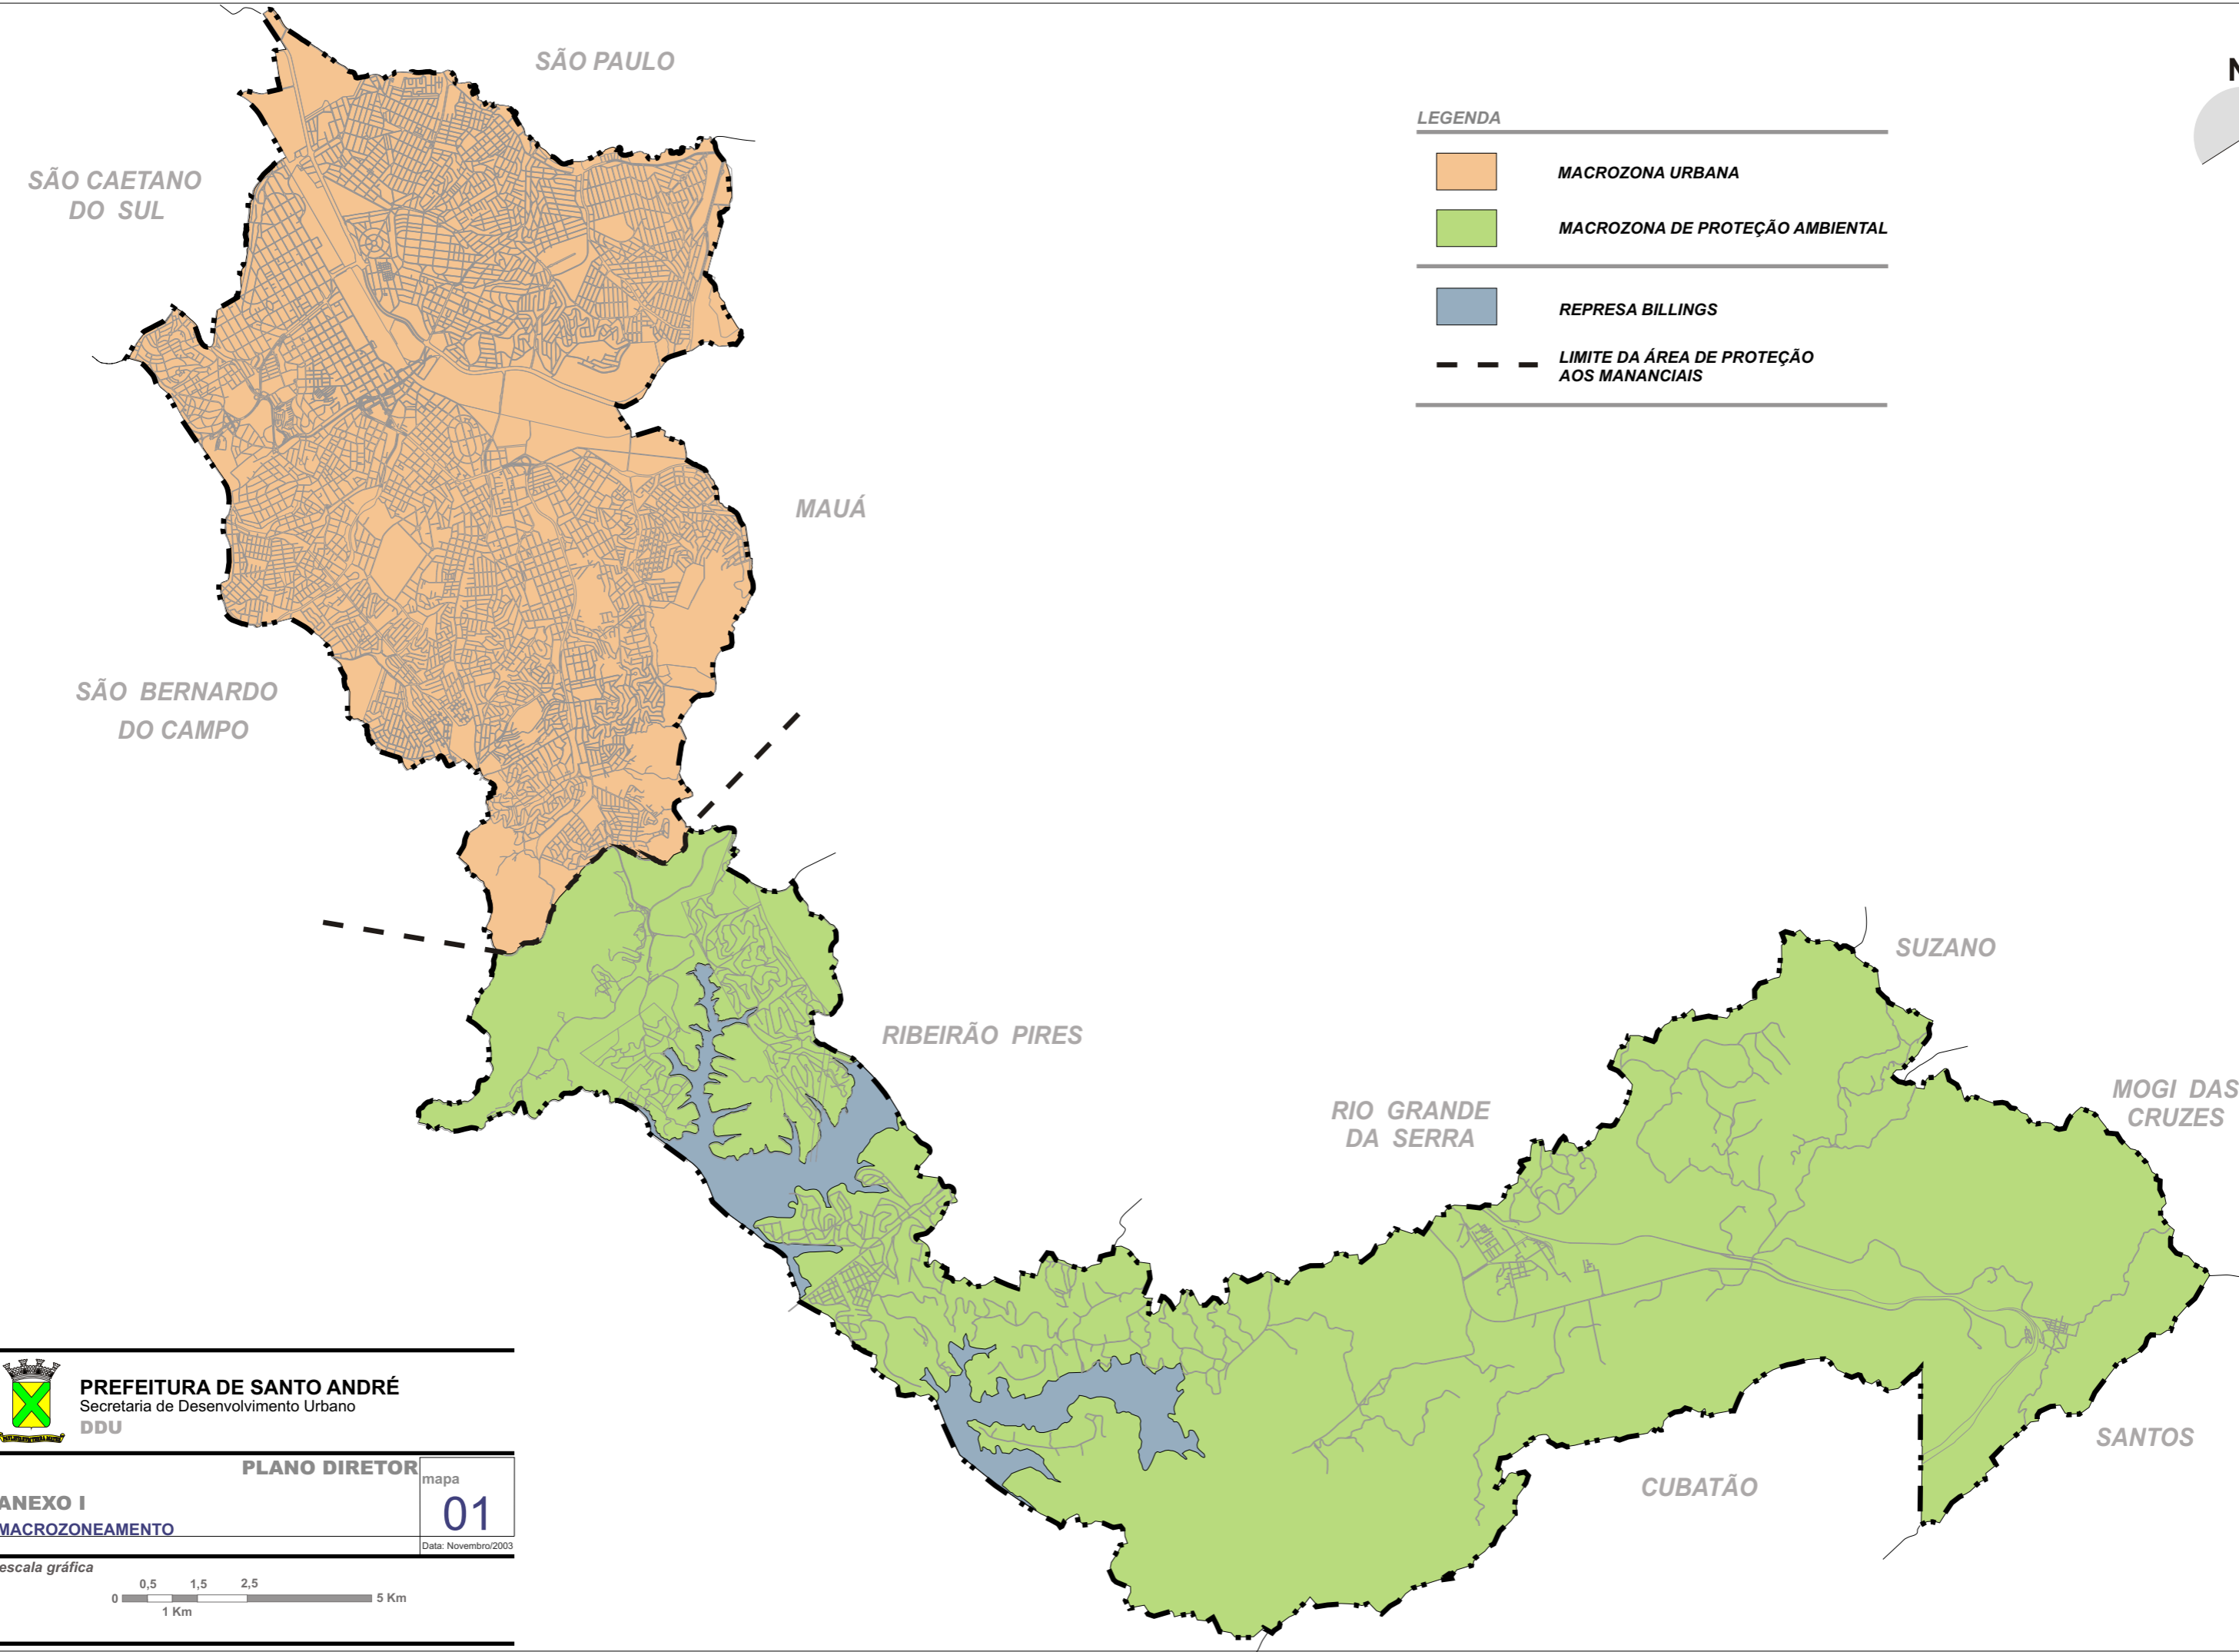 SÃO PAULO
N
LEGENDA
MACROZONA URBANA
MACROZONA DE PROTEÇÃO AMBIENTAL
REPRESA BILLINGS
LIMITE DA ÁREA DE PROTEÇÃO
AOS MANANCIAIS
SÃO CAETANO
DO SUL
MAUÁ
SÃO BERNARDO
DO CAMPO
RIBEIRÃO PIRES
SUZANO
RIO GRANDE
DA SERRA
MOGI DAS
CRUZES
SANTOS
CUBATÃO
PREFEITURA DE SANTO ANDRÉ
Secretaria de Desenvolvimento Urbano
DDU
PLANO DIRETOR
mapa
01
ANEXO I
MACROZONEAMENTO
Data: Novembro/2003
escala gráfica
0,5 1,5 2,5
0 5 Km
1 Km